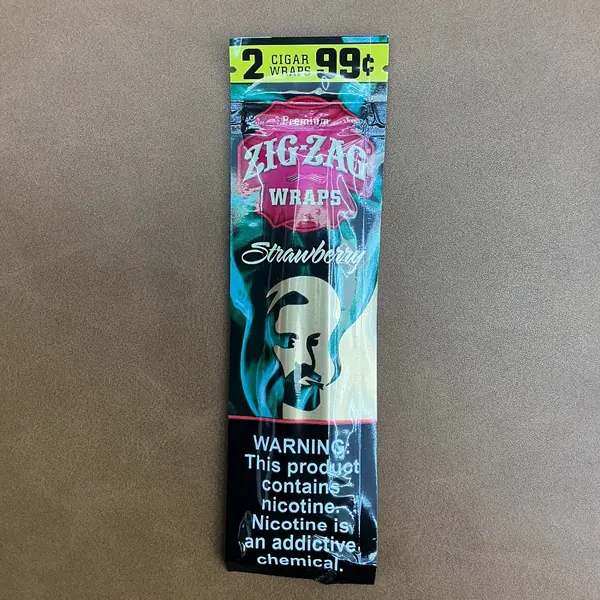 2 CIGAR WRAPS 99¢
Premium
ZIG-ZAG®
WRAPS
Strawberry
WARNING:
This product
contains
nicotine.
Nicotine is
an addictive
chemical.